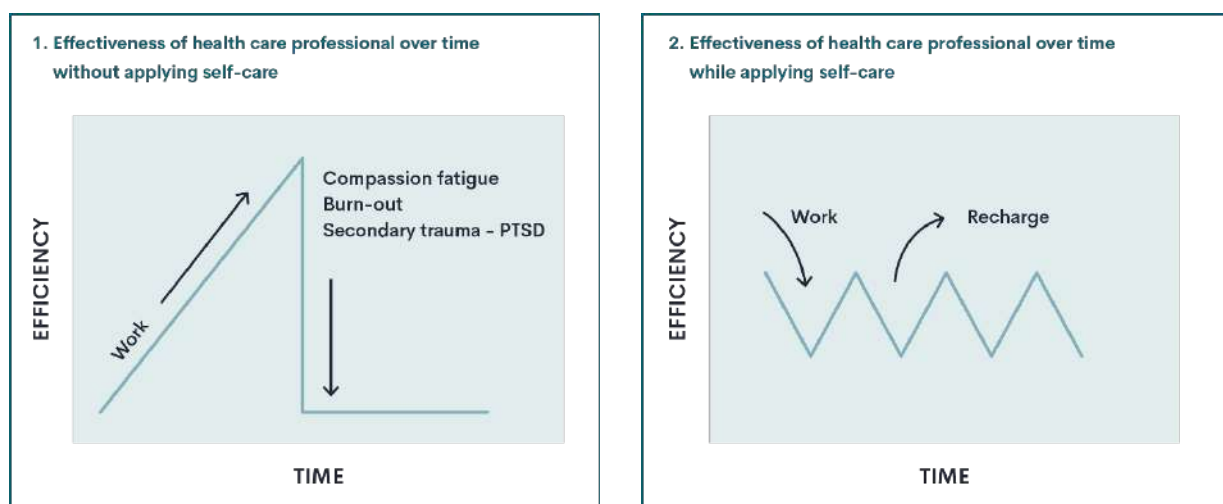 1. Effectiveness of health care professional over time
without applying self-care
EFFICIENCY
Work
Compassion fatigue
Burn-out
Secondary trauma - PTSD
TIME
2. Effectiveness of health care professional over time
while applying self-care
EFFICIENCY
Work
Recharge
TIME